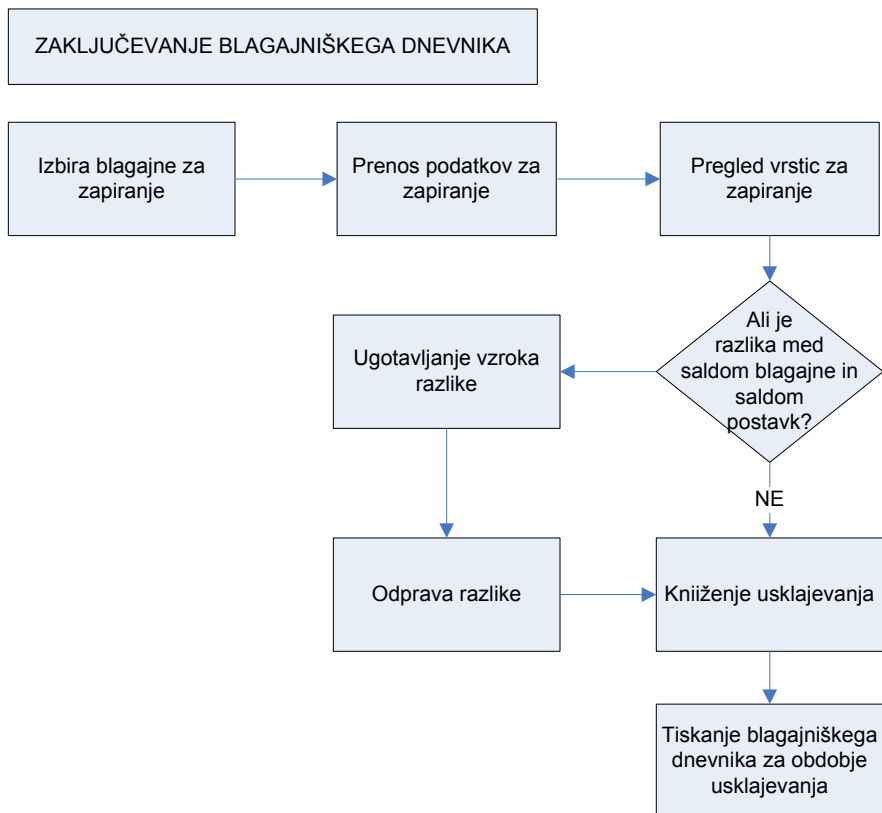 ZAKLJUČEVANJE BLAGAJNIŠKEGA DNEVNIKA
Izbira blagajne za
zapiranje
Prenos podatkov za
zapiranje
Pregled vrstic za
zapiranje
Ali je
razlika med
saldom blagajne in
saldom
postavk?
Ugotavljanje vzroka
razlike
NE
Odprava razlike
Kniiženje usklajevanja
Tiskanje blagajniškega
dnevnika za obdobje
usklajevanja